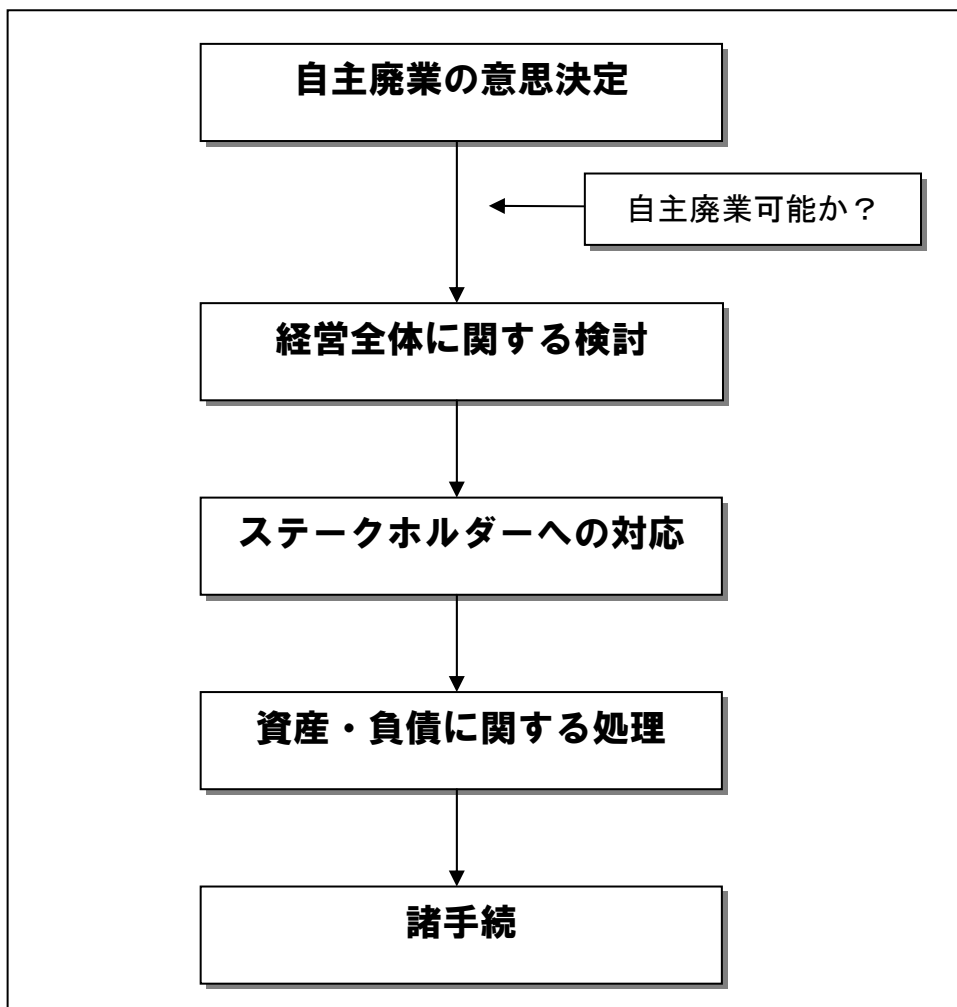 自主廃業の意思決定
自主廃業可能か？
経営全体に関する検討
ステークホルダーへの対応
資産・負債に関する処理
諸手続